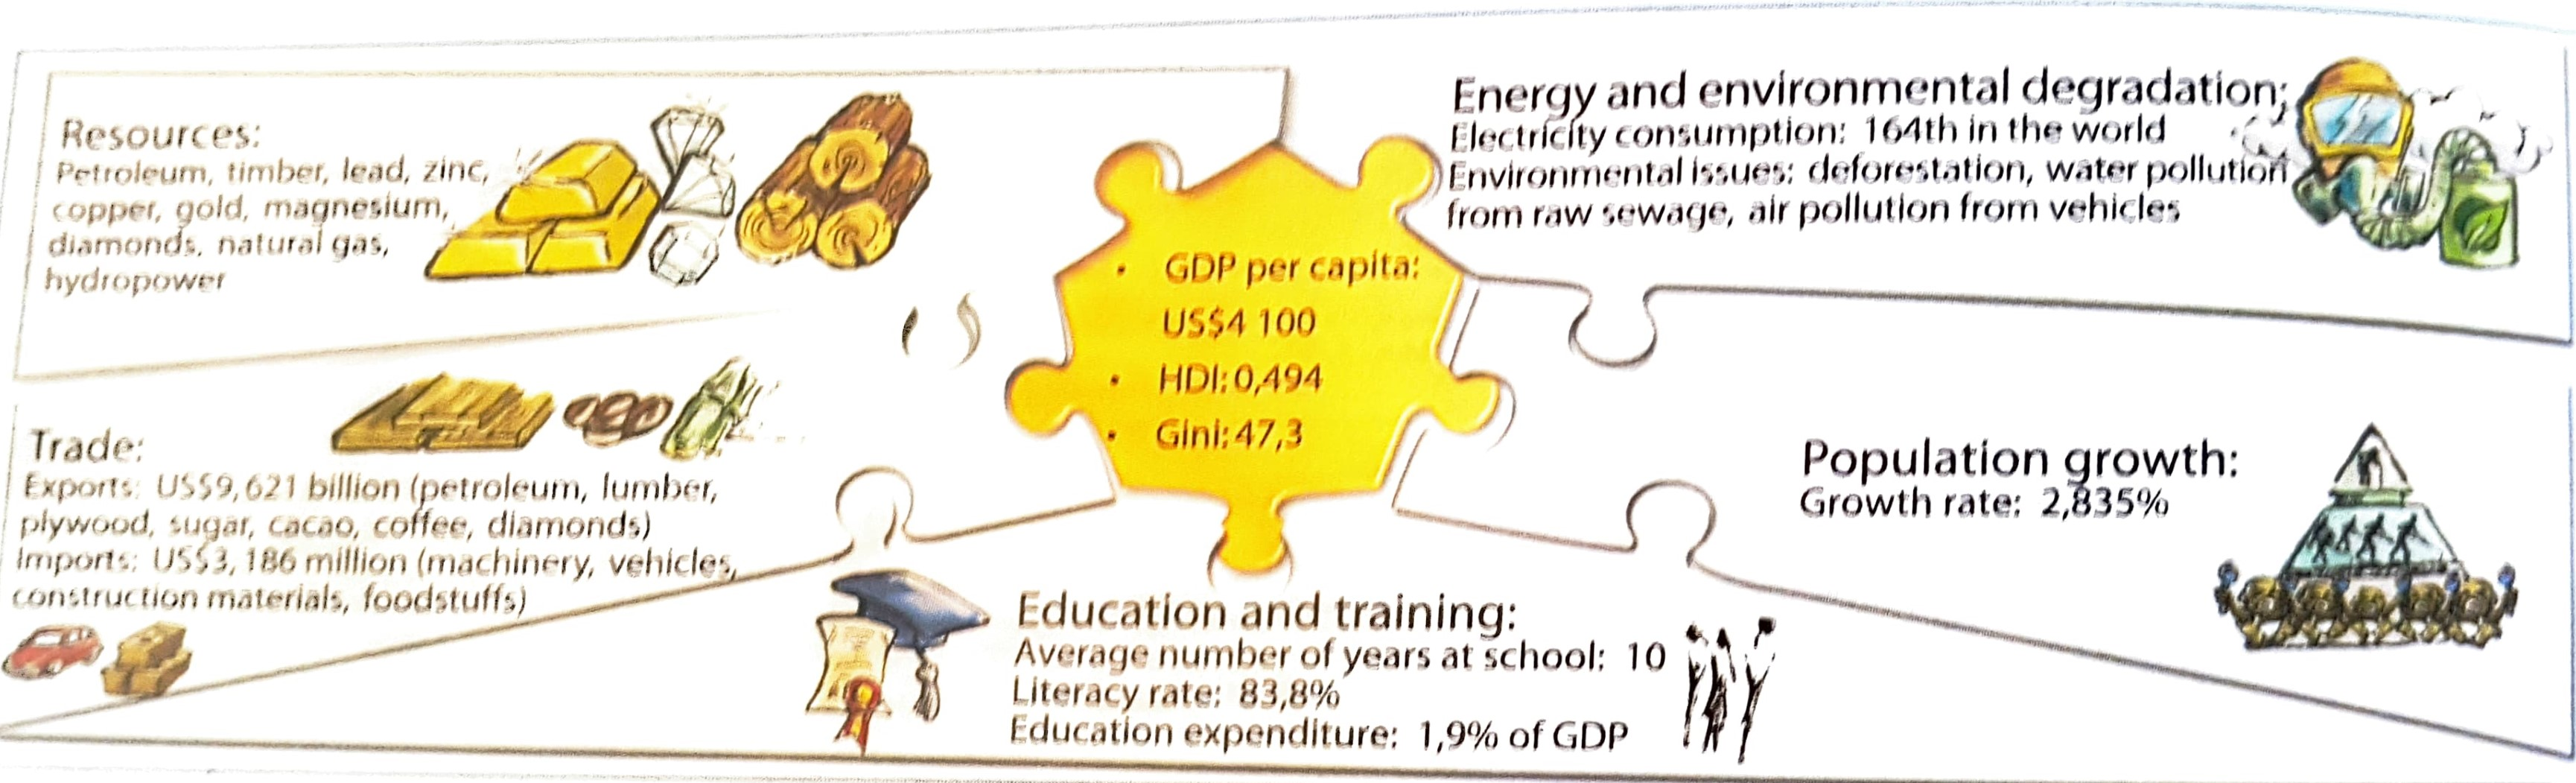 Resources:
Petroleum, timber, lead, zinc,
copper, gold, magnesium,
diamonds, natural gas,
hydropower
Trade:
Exports: US$9,621 billion (petroleum, lumber,
plywood, sugar, cacao, coffee, diamonds)
Imports: US$3, 186 million (machinery, vehicles,
construction materials, foodstuffs)
• GDP per capita:
US$4 100
• HDI: 0,494
• Gini: 47,3
Energy and environmental degradation;
Electricity consumption: 164th in the world
Environmental issues: deforestation, water pollution
from raw sewage, air pollution from vehicles
Population growth:
Growth rate: 2,835%
Education and training:
Average number of years at school: 10
Literacy rate: 83,8%
Education expenditure: 1,9% of GDP